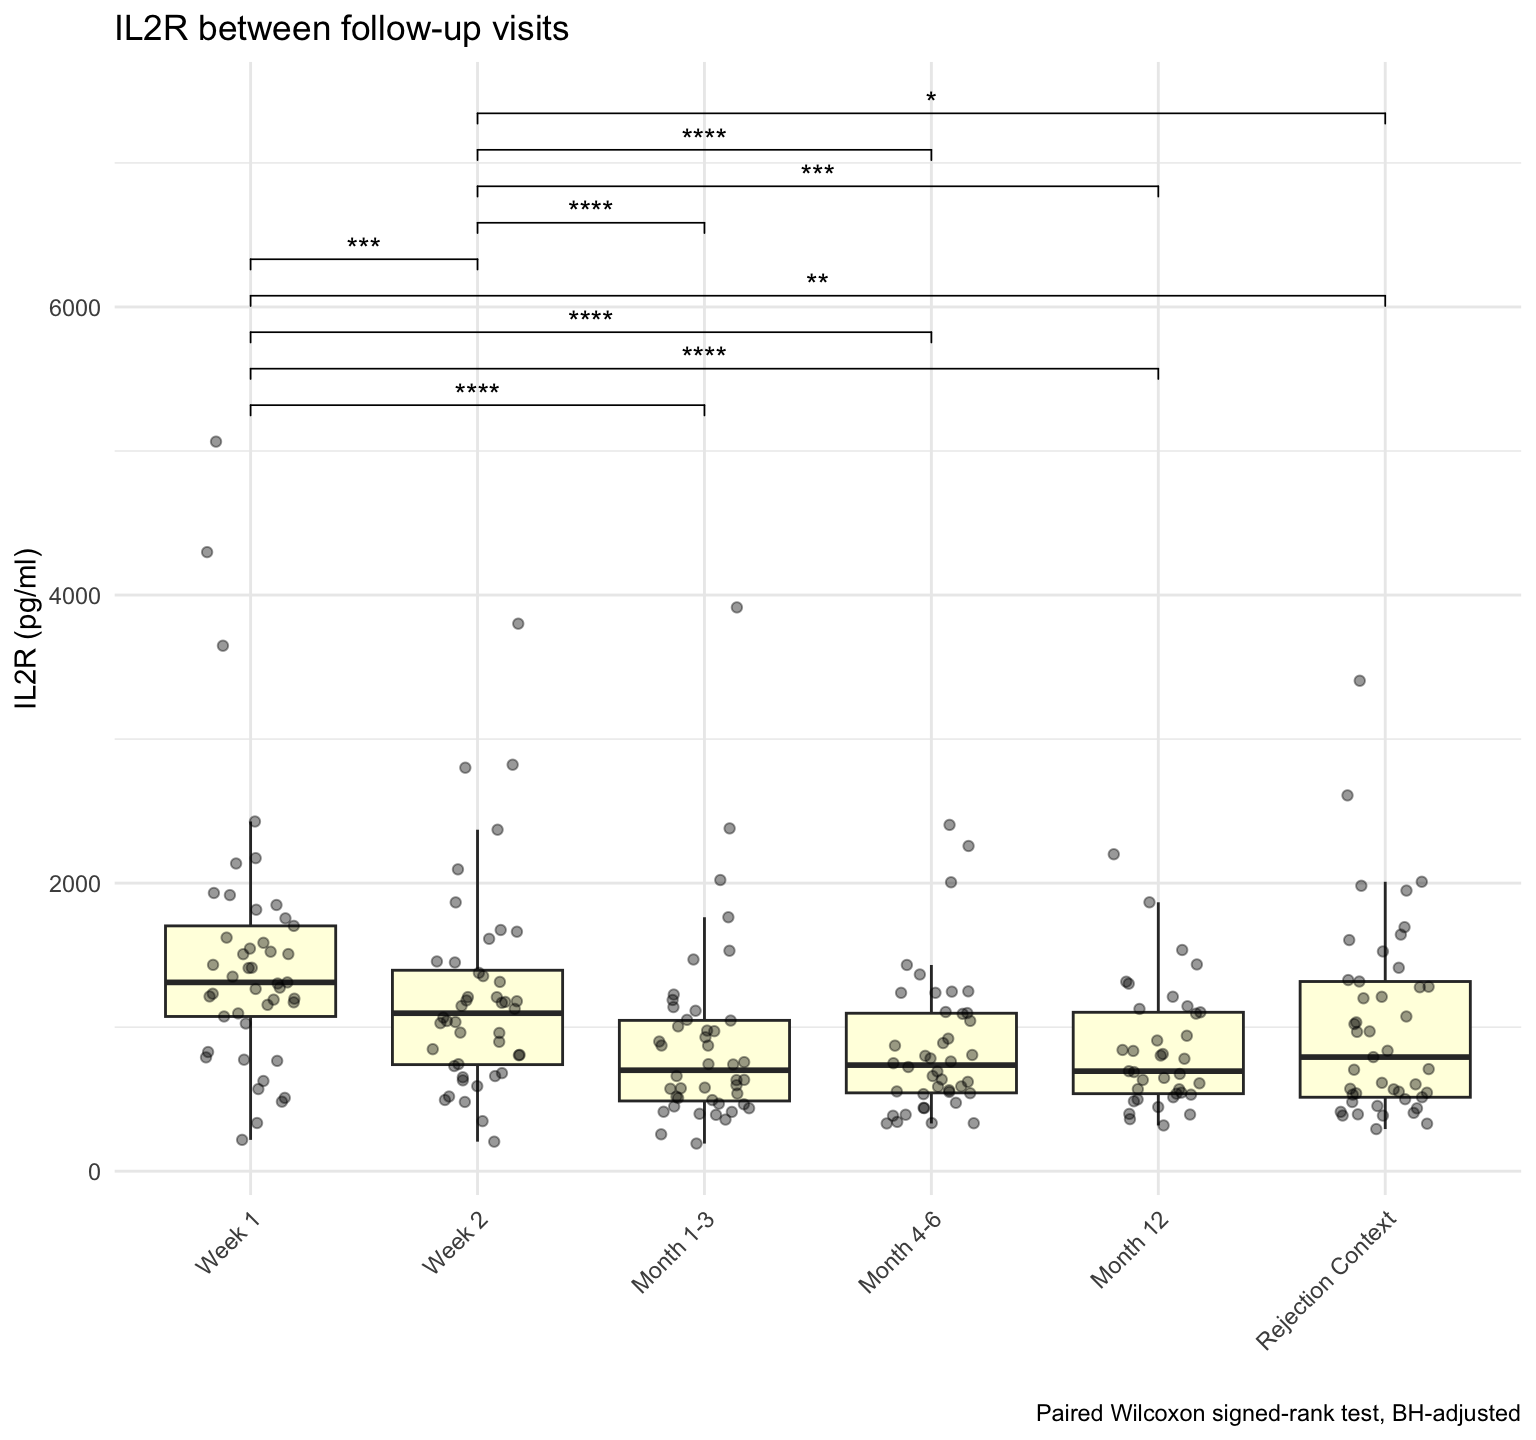 IL2R between follow-up visits
*
****
***
****
***
**
****
****
****
6000
4000
2000
0
IL2R (pg/ml)
Week 1
Week 2
Month 1-3
Month 4-6
Month 12
Rejection Context
Paired Wilcoxon signed-rank test, BH-adjusted